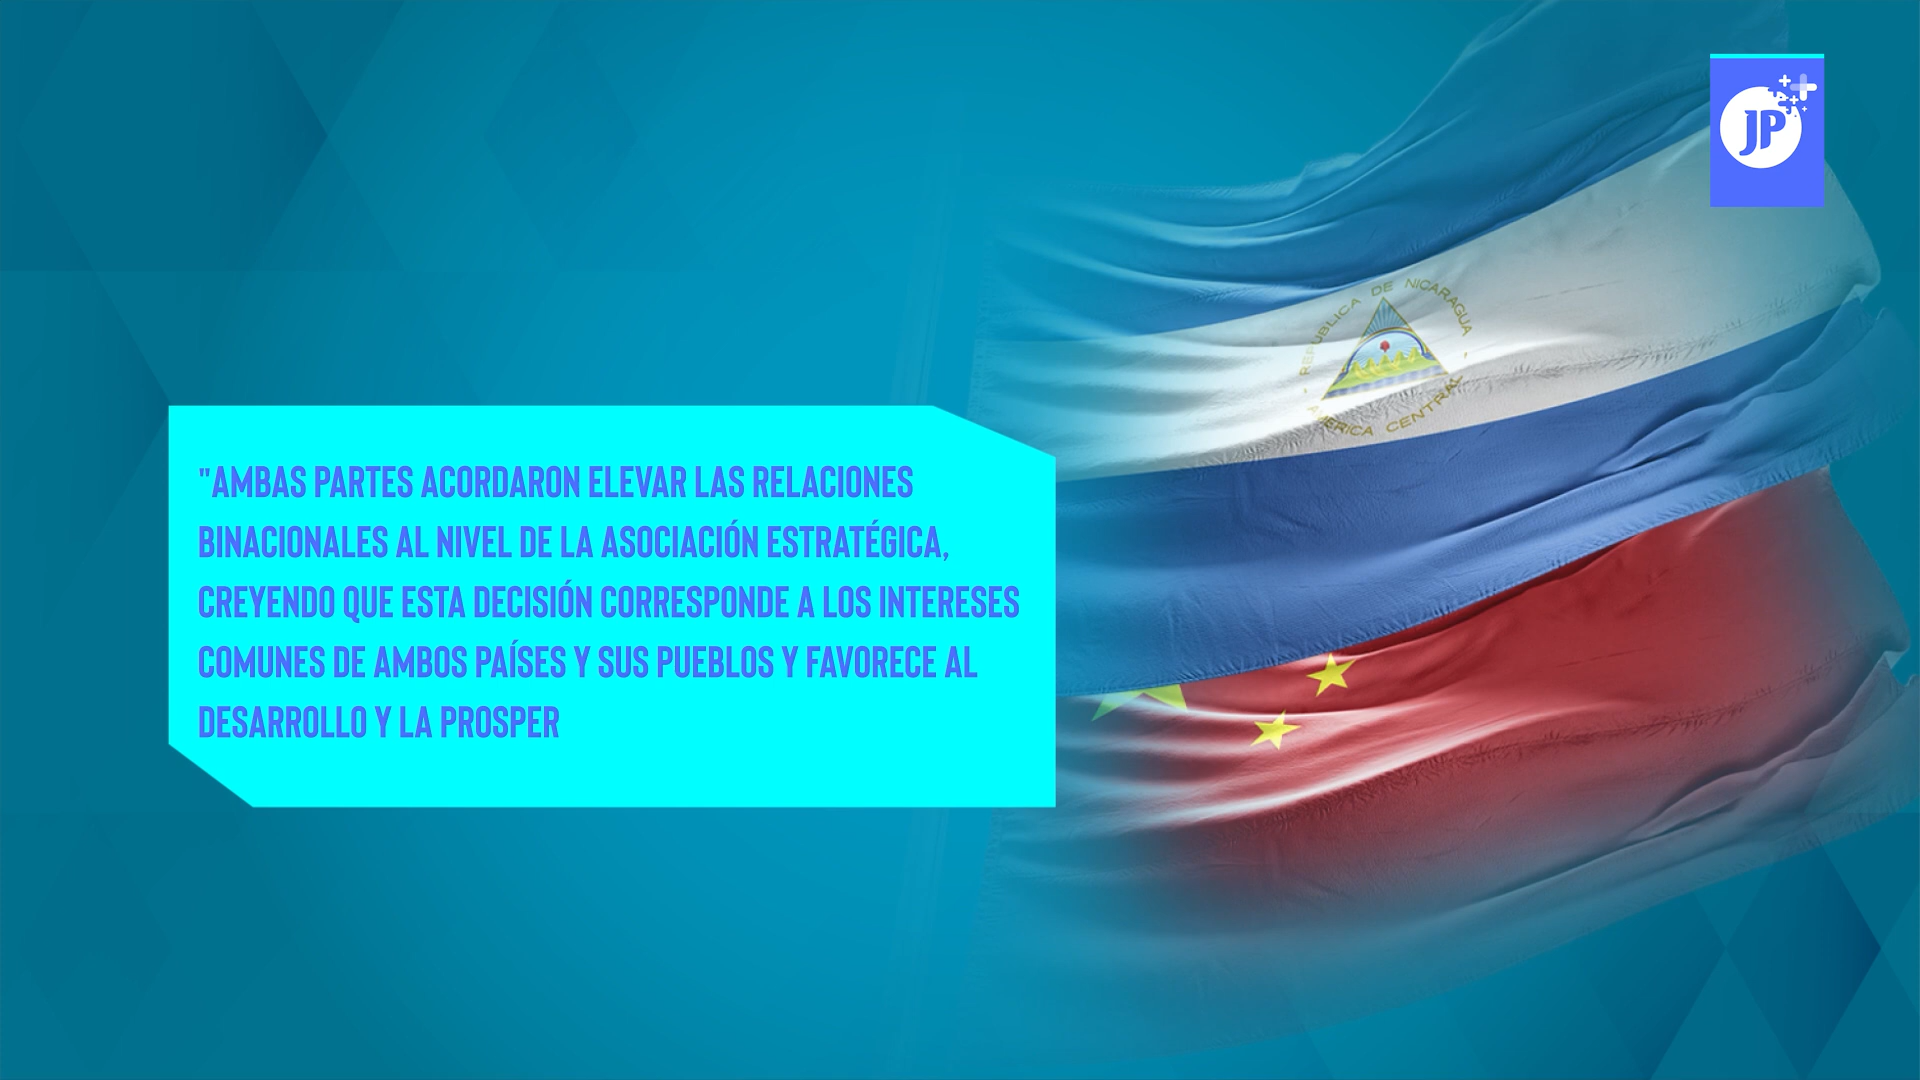 JP
REPUBLICA DE NICARAGUA
AMERICA CENTRAL
"AMBAS PARTES ACORDARON ELEVAR LAS RELACIONES
BINACIONALES AL NIVEL DE LA ASOCIACIÓN ESTRATÉGICA,
CREYENDO QUE ESTA DECISIÓN CORRESPONDE A LOS INTERESES
COMUNES DE AMBOS PAÍSES Y SUS PUEBLOS Y FAVORECE AL
DESARROLLO Y LA PROSPER